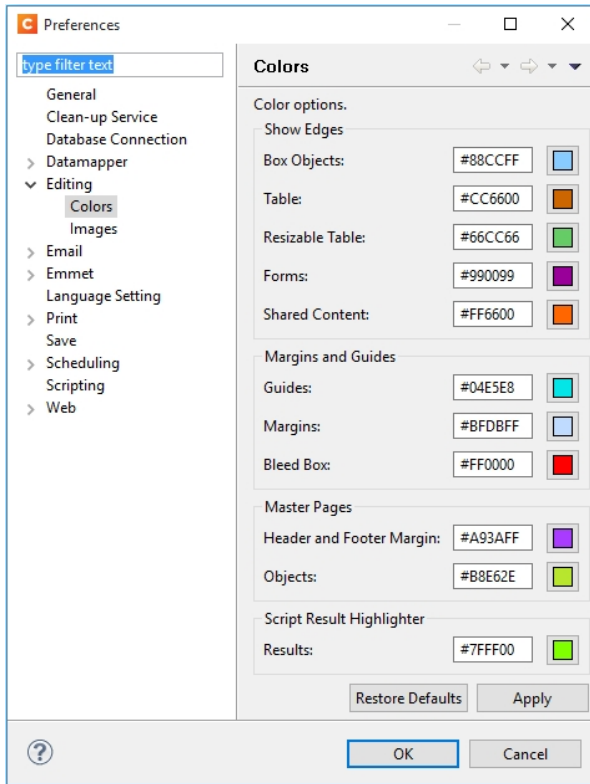 C Preferences
type filter text
General
Clean-up Service
Database Connection
Datamapper
Editing
Colors
Images
Email
Emmet
Language Setting
Print
Save
Scheduling
Scripting
Web
Colors
Color options.
Show Edges
Box Objects: #88CCFF
Table: #CC6600
Resizable Table: #66CC66
Forms: #990099
Shared Content: #FF6600
Margins and Guides
Guides: #04E5E8
Margins: #BFDBFF
Bleed Box: #FF0000
Master Pages
Header and Footer Margin: #A93AFF
Objects: #B8E62E
Script Result Highlighter
Results: #7FFF00
Restore Defaults Apply
? OK Cancel